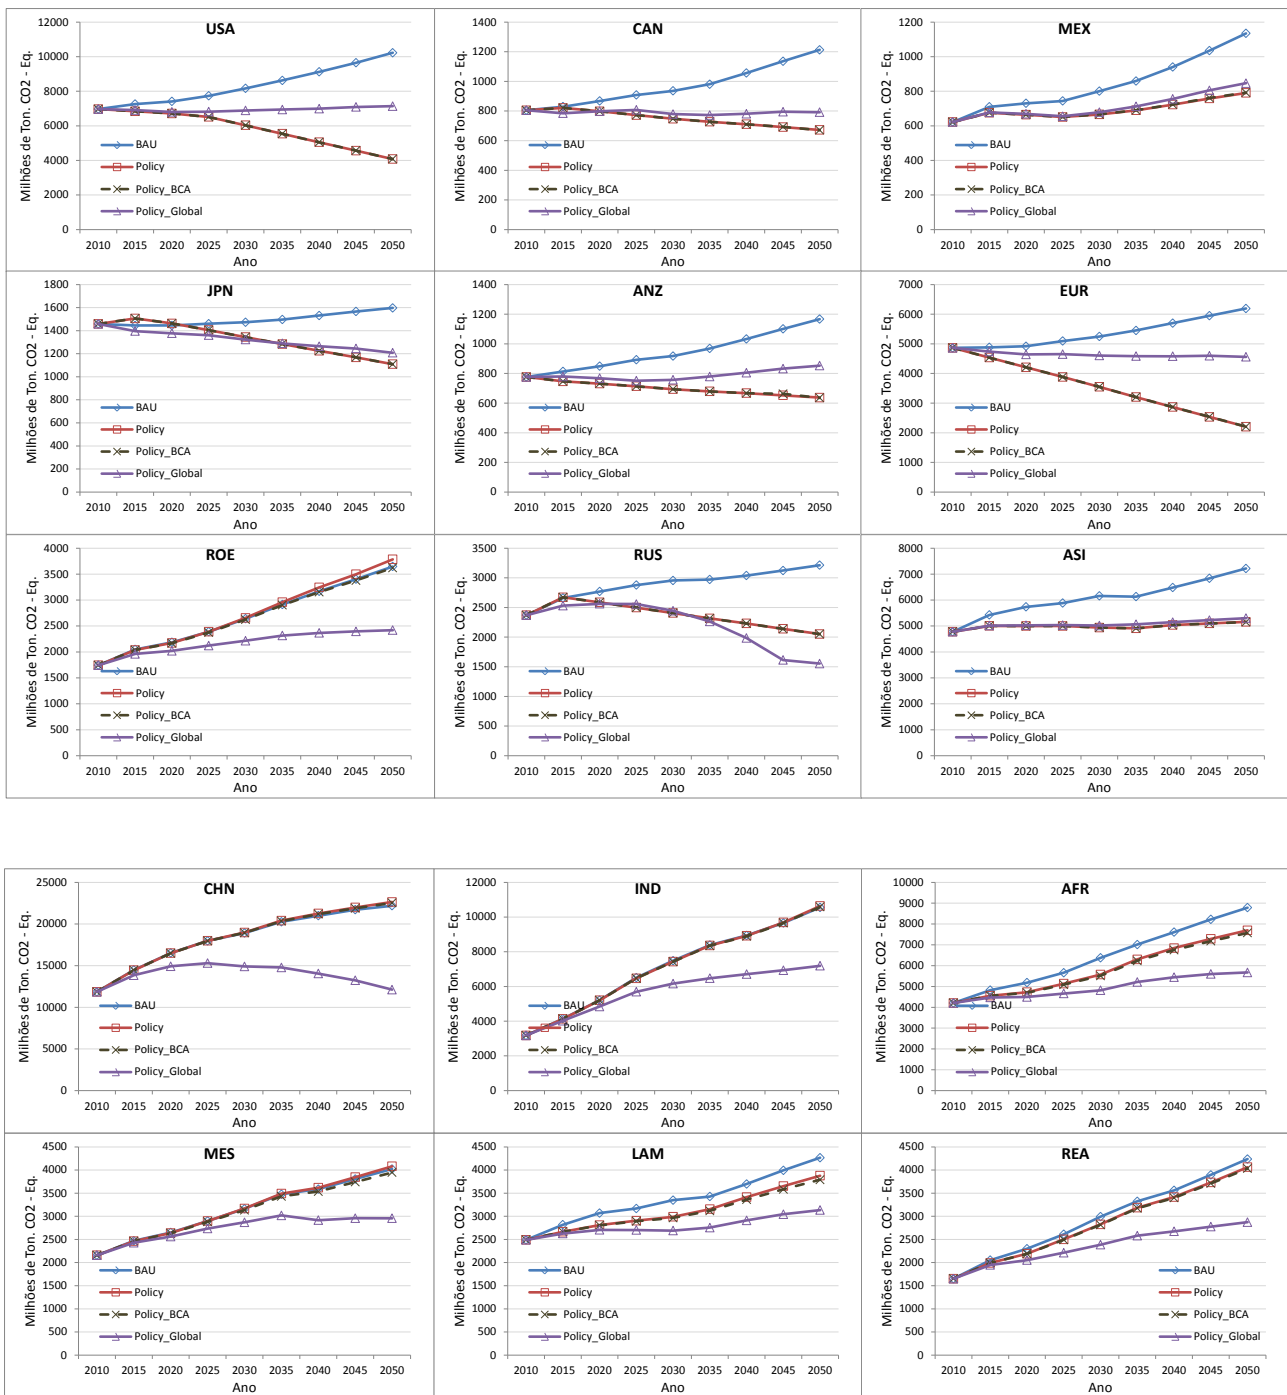 USA
Milhões de Ton. CO2 - Eq.
12000
10000
8000
6000
4000
2000
0
BAU
Policy
Policy_BCA
Policy_Global
2010 2015 2020 2025 2030 2035 2040 2045 2050
Ano
CAN
Milhões de Ton. CO2 - Eq.
1400
1200
1000
800
600
400
200
0
BAU
Policy
Policy_BCA
Policy_Global
2010 2015 2020 2025 2030 2035 2040 2045 2050
Ano
MEX
Milhões de Ton. CO2 - Eq.
1200
1000
800
600
400
200
0
BAU
Policy
Policy_BCA
Policy_Global
2010 2015 2020 2025 2030 2035 2040 2045 2050
Ano
JPN
Milhões de Ton. CO2 - Eq.
1800
1600
1400
1200
1000
800
600
400
200
0
BAU
Policy
Policy_BCA
Policy_Global
2010 2015 2020 2025 2030 2035 2040 2045 2050
Ano
ANZ
Milhões de Ton. CO2 - Eq.
1400
1200
1000
800
600
400
200
0
BAU
Policy
Policy_BCA
Policy_Global
2010 2015 2020 2025 2030 2035 2040 2045 2050
Ano
EUR
Milhões de Ton. CO2 - Eq.
7000
6000
5000
4000
3000
2000
1000
0
BAU
Policy
Policy_BCA
Policy_Global
2010 2015 2020 2025 2030 2035 2040 2045 2050
Ano
ROE
Milhões de Ton. CO2 - Eq.
4000
3500
3000
2500
2000
1500
1000
500
0
BAU
Policy
Policy_BCA
Policy_Global
2010 2015 2020 2025 2030 2035 2040 2045 2050
Ano
RUS
Milhões de Ton. CO2 - Eq.
3500
3000
2500
2000
1500
1000
500
0
BAU
Policy
Policy_BCA
Policy_Global
2010 2015 2020 2025 2030 2035 2040 2045 2050
Ano
ASI
Milhões de Ton. CO2 - Eq.
8000
7000
6000
5000
4000
3000
2000
1000
0
BAU
Policy
Policy_BCA
Policy_Global
2010 2015 2020 2025 2030 2035 2040 2045 2050
Ano
CHN
Milhões de Ton. CO2 - Eq.
25000
20000
15000
10000
5000
0
BAU
Policy
Policy_BCA
Policy_Global
2010 2015 2020 2025 2030 2035 2040 2045 2050
Ano
IND
Milhões de Ton. CO2 - Eq.
12000
10000
8000
6000
4000
2000
0
BAU
Policy
Policy_BCA
Policy_Global
2010 2015 2020 2025 2030 2035 2040 2045 2050
Ano
AFR
Milhões de Ton. CO2 - Eq.
10000
9000
8000
7000
6000
5000
4000
3000
2000
1000
0
BAU
Policy
Policy_BCA
Policy_Global
2010 2015 2020 2025 2030 2035 2040 2045 2050
Ano
MES
Milhões de Ton. CO2 - Eq.
4500
4000
3500
3000
2500
2000
1500
1000
500
0
BAU
Policy
Policy_BCA
Policy_Global
2010 2015 2020 2025 2030 2035 2040 2045 2050
Ano
LAM
Milhões de Ton. CO2 - Eq.
4500
4000
3500
3000
2500
2000
1500
1000
500
0
BAU
Policy
Policy_BCA
Policy_Global
2010 2015 2020 2025 2030 2035 2040 2045 2050
Ano
REA
Milhões de Ton. CO2 - Eq.
4500
4000
3500
3000
2500
2000
1500
1000
500
0
BAU
Policy
Policy_BCA
Policy_Global
2010 2015 2020 2025 2030 2035 2040 2045 2050
Ano